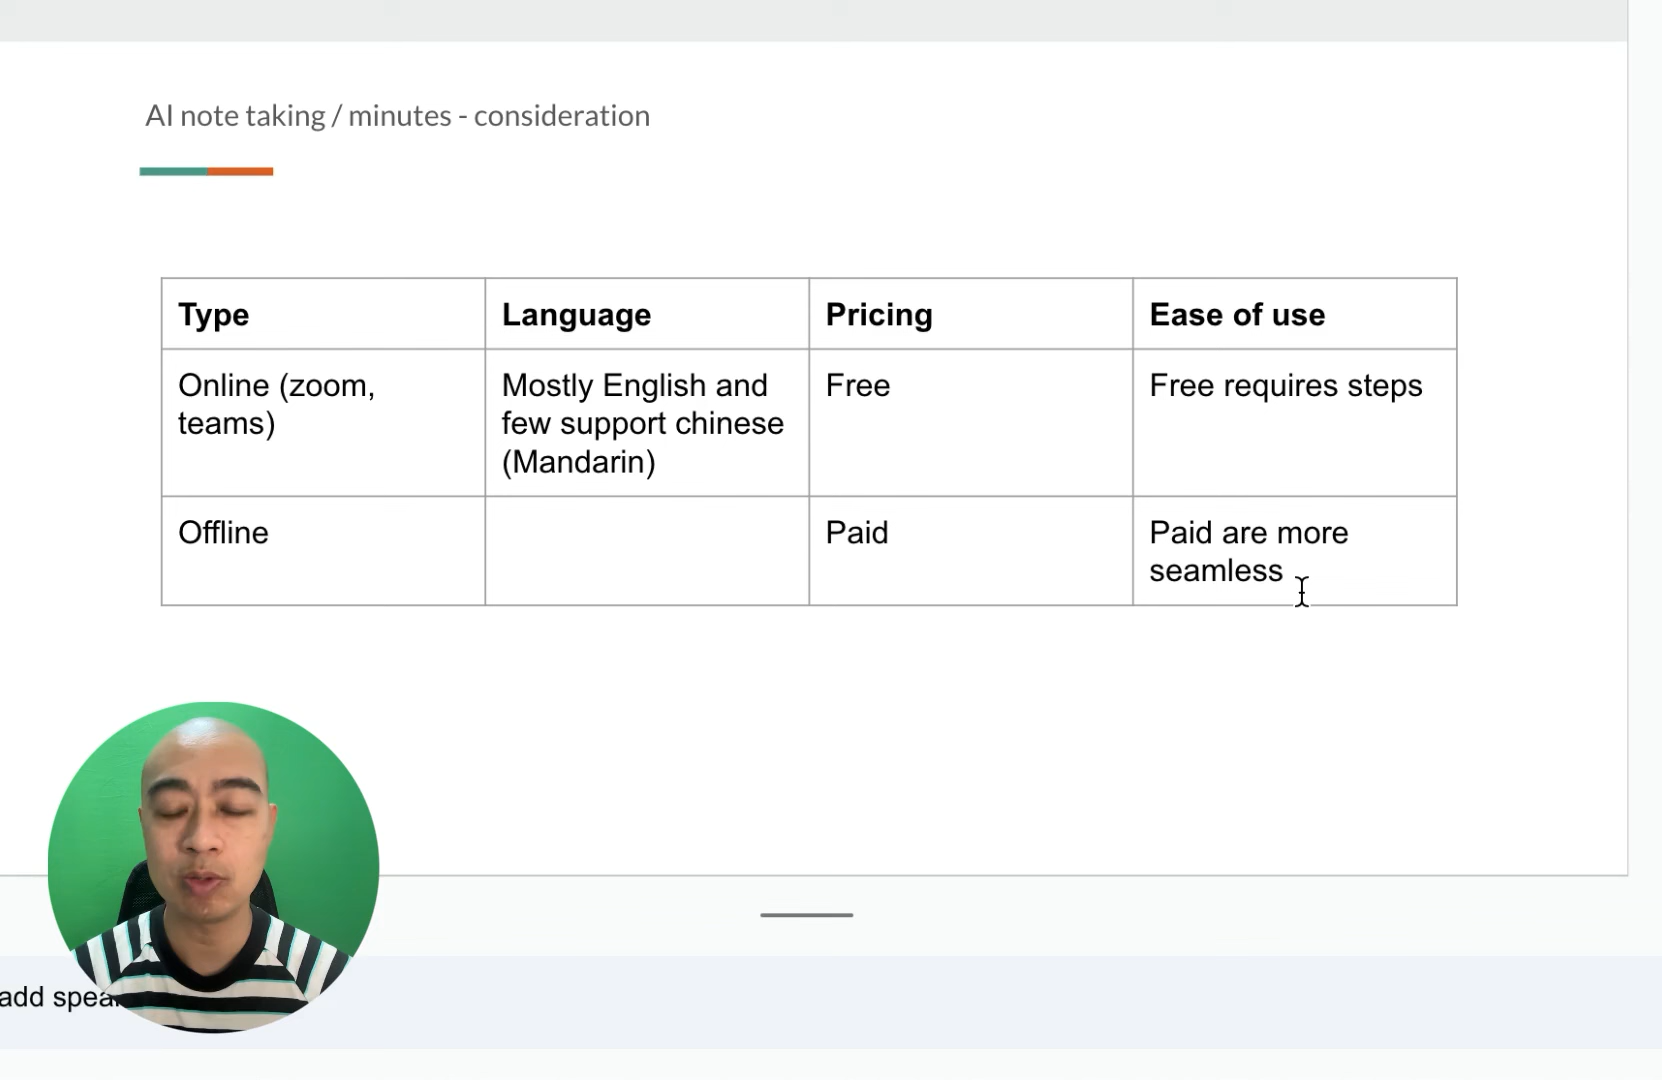 AI note taking / minutes - consideration
Type
Language
Pricing
Ease of use
Online (zoom,
teams)
Mostly English and
few support chinese
(Mandarin)
Free
Free requires steps
Offline
Paid
Paid are more
seamless
add